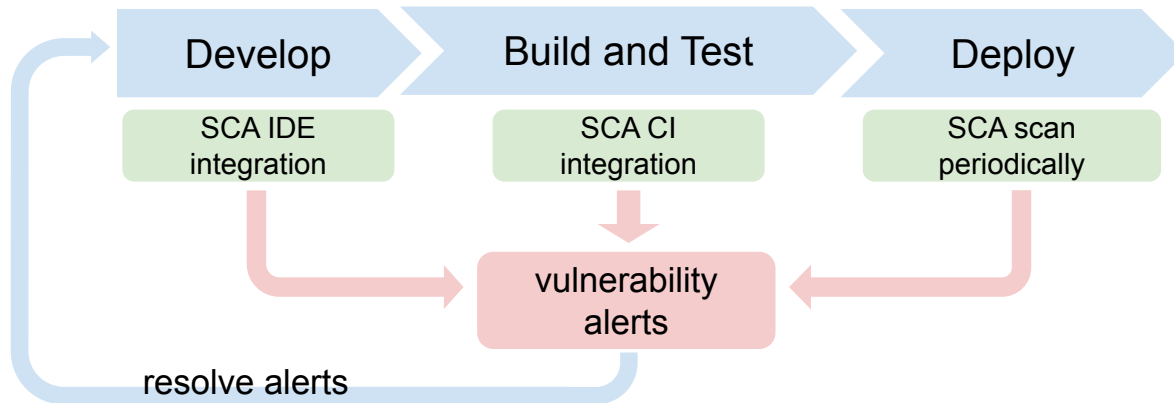 Develop
Build and Test
Deploy
SCA IDE
integration
SCA CI
integration
SCA scan
periodically
vulnerability
alerts
resolve alerts